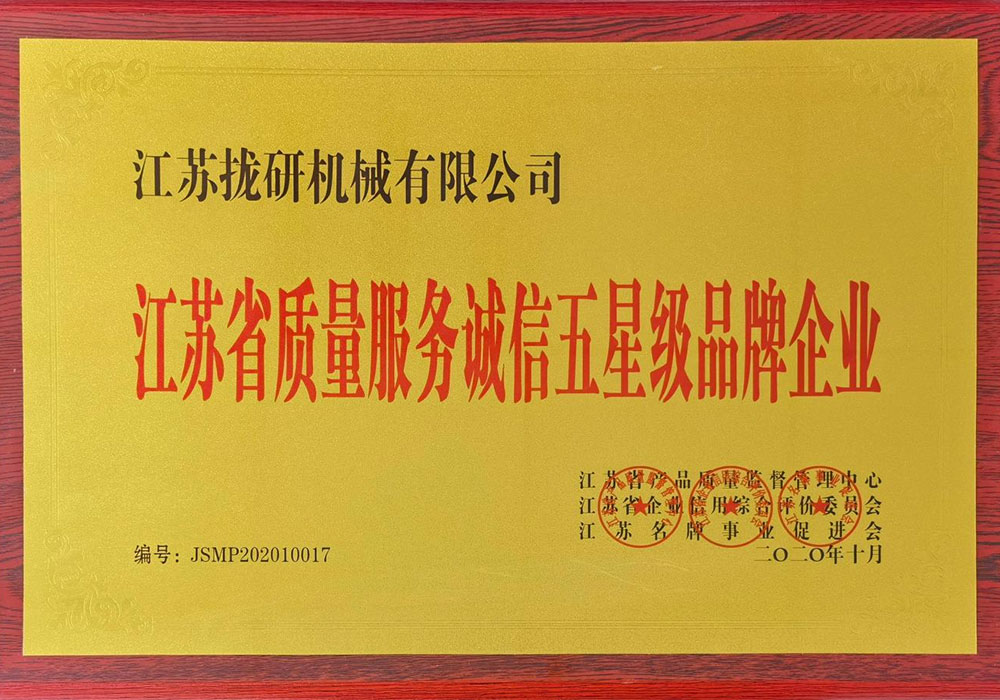 江苏拢研机械有限公司
江苏省质量服务诚信五星级品牌企业
江苏省产品质量监督管理中心
江苏省企业信用综合评价委员会
江苏名牌事业促进会
编号：JSMP202010017
二〇二〇年十月